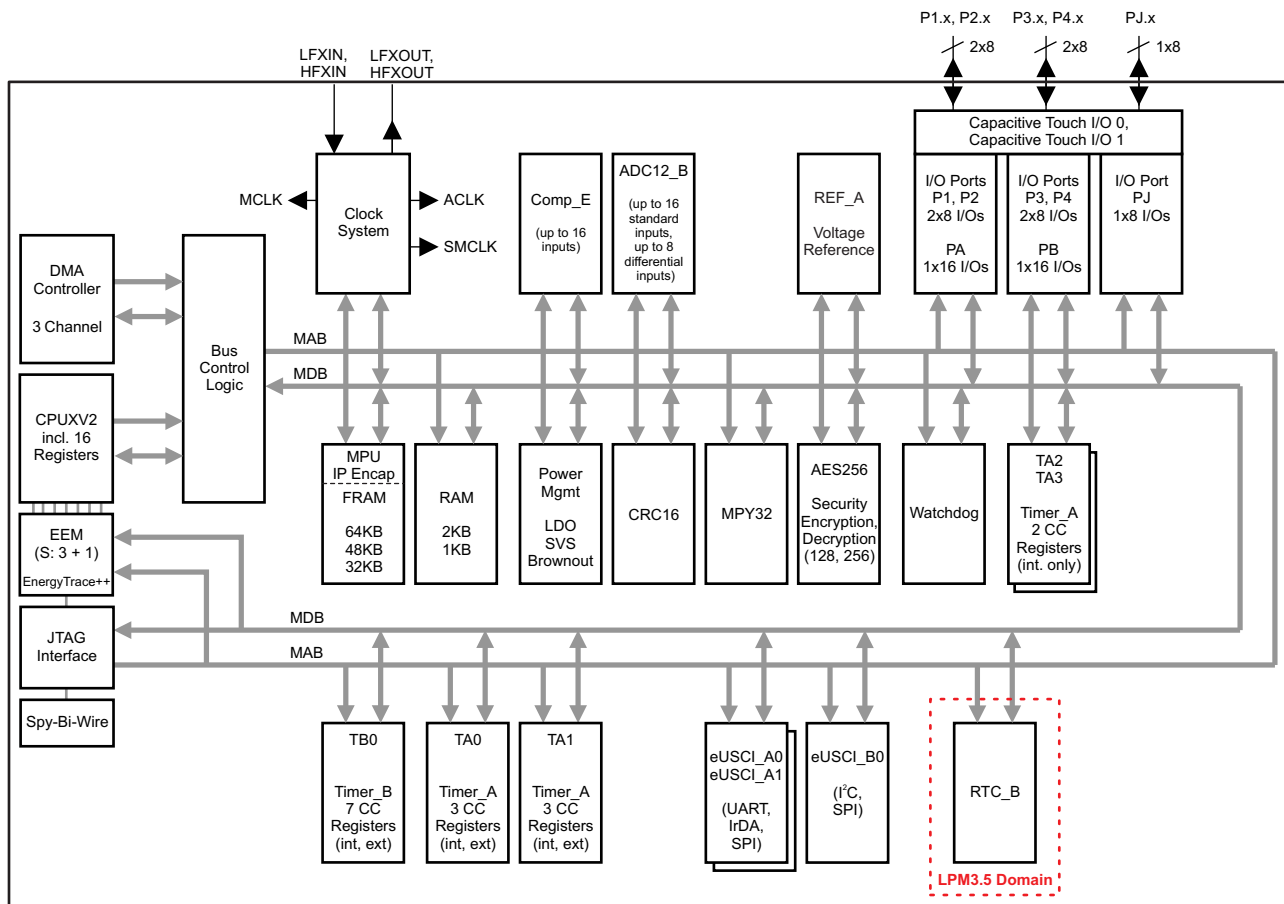 P1.x, P2.x
P3.x, P4.x
PJ.x
2x8
2x8
1x8
LFXIN,
HFXIN
LFXOUT,
HFXOUT
Capacitive Touch I/O 0,
Capacitive Touch I/O 1
MCLK
Clock
System
ACLK
SMCLK
Comp_E
(up to 16
inputs)
ADC12_B
(up to 16
standard
inputs,
up to 8
differential
inputs)
REF_A
Voltage
Reference
I/O Ports
P1, P2
2x8 I/Os
PA
1x16 I/Os
I/O Ports
P3, P4
2x8 I/Os
PB
1x16 I/Os
I/O Port
PJ
1x8 I/Os
DMA
Controller
3 Channel
Bus
Control
Logic
MAB
MDB
CPUXV2
incl. 16
Registers
MPU
IP Encap
FRAM
64KB
48KB
32KB
RAM
2KB
1KB
Power
Mgmt
LDO
SVS
Brownout
CRC16
MPY32
AES256
Security
Encryption,
Decryption
(128, 256)
Watchdog
TA2
TA3
Timer_A
2 CC
Registers
(int. only)
EEM
(S: 3 + 1)
EnergyTrace++
JTAG
Interface
MDB
MAB
Spy-Bi-Wire
TB0
Timer_B
7 CC
Registers
(int, ext)
TA0
Timer_A
3 CC
Registers
(int, ext)
TA1
Timer_A
3 CC
Registers
(int, ext)
eUSCI_A0
eUSCI_A1
(UART,
IrDA,
SPI)
eUSCI_B0
(I²C,
SPI)
RTC_B
LPM3.5 Domain